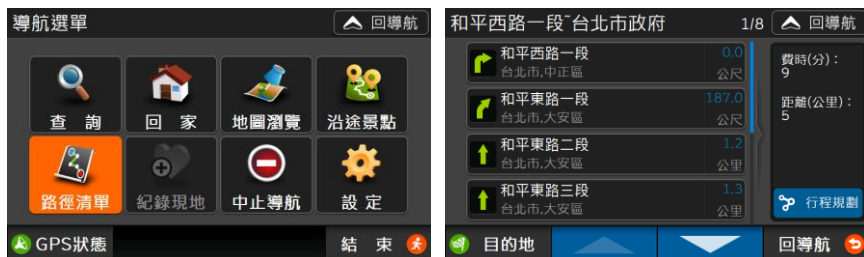 導航選單
回導航
查 詢
回 家
地圖瀏覽
沿途景點
路徑清單
紀錄現地
中止導航
設 定
GPS狀態
結 束
和平西路一段~台北市政府
1/8
回導航
和平西路一段
0.0
台北市,中正區
公尺
和平東路一段
187.0
台北市,大安區
公尺
和平東路二段
1.2
台北市,大安區
公里
和平東路三段
1.3
台北市,大安區
公里
費時(分):
9
距離(公里):
5
行程規劃
目的地
回導航